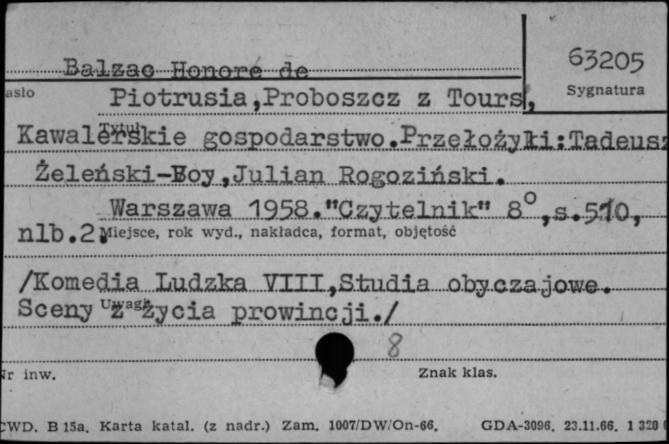 Balzac Honoré de
63205
asło
Sygnatura
Piotrusia,Proboszcz z Tours,
Tytuł
Kawalerskie gospodarstwo.Przełożyli:Tadeusz
Żeleński-Boy,Julian Rogoziński.
Warszawa 1958."Czytelnik" 8°,s.510,
nlb.2.
Miejsce, rok wyd., nakładca, format, objętość
/Komedia Ludzka VIII,Studia obyczajowe.
Uwagi
Sceny z życia prowincji./
8
Nr inw.
Znak klas.
CWD. B 15a. Karta katal. (z nadr.) Zam. 1007/DW/On-66. GDA-3096. 23.11.66. 1 320